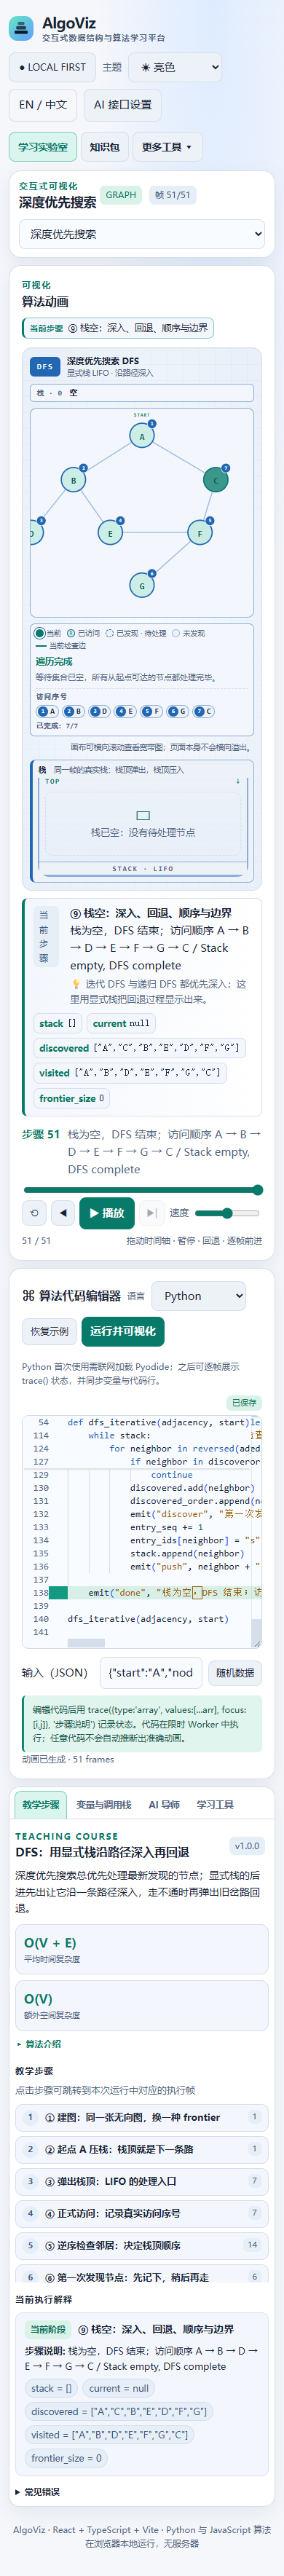 AlgoViz
交互式数据结构与算法学习平台
● LOCAL FIRST 主题 ☀ 亮色
EN / 中文 AI 接口设置
学习实验室 知识包 更多工具 ▼
交互式可视化
深度优先搜索 GRAPH 帧 51/51
深度优先搜索
可视化
算法动画
当前步骤 ⑨ 栈空：深入、回退、顺序与边界
DFS 深度优先搜索 DFS
显式栈 LIFO · 沿路径深入
栈 · 0 空
START
A 1
B 2
C 7
D 3
E 4
F 5
G 6
当前 已访问 已发现 · 待处理 未发现
当前检查边
遍历完成
等待集合已空，所有从起点可达的节点都处理完毕。
访问序号
1 A 2 B 3 D 4 E 5 F 6 G 7 C
已完成: 7/7
画布可横向滚动查看宽带图；页面本身不会横向溢出。
栈 同一帧的真实栈：栈顶弹出，栈顶压入
TOP ↓
栈已空：没有待处理节点
STACK · LIFO
当前步骤 ⑨ 栈空：深入、回退、顺序与边界
栈为空，DFS 结束；访问顺序 A → B
→ D → E → F → G → C / Stack
empty, DFS complete
💡 迭代 DFS 与递归 DFS 都优先深入；这
里用显式栈把回退过程显示出来。
stack [] current null
discovered ["A","C","B","E","D","F","G"]
visited ["A","B","D","E","F","G","C"]
frontier_size 0
步骤 51 栈为空，DFS 结束；访问顺序 A → B →
D → E → F → G → C / Stack empty,
DFS complete
⟲ ◀ ▶ 播放 ▶| 速度
51 / 51 拖动时间轴 · 暂停 · 回退 · 逐帧前进
⌘ 算法代码编辑器 语言 Python
恢复示例 运行并可视化
Python 首次使用需联网加载 Pyodide；之后可逐帧展示
trace() 状态，并同步变量与代码行。
已保存
54 def dfs_iterative(adjacency, start)
114 while stack:
124 for neighbor in reversed(
127 if neighbor in discover
129 continue
130 discovered.add(neighbor)
131 discovered_order.append(
132 emit("discover", "第一次发
133 entry_seq += 1
134 entry_ids[neighbor] = "s"
135 stack.append(neighbor)
136 emit("push", neighbor + "
137
138 emit("done", "栈为空，DFS 结束；访
139
140 dfs_iterative(adjacency, start)
141
输入（JSON） {"start":"A","nod 随机数据
编辑代码后用 trace({type:'array', values:[...arr], focus:
[i,j]}, '步骤说明') 记录状态。代码在限时 Worker 中执
行；任意代码不会自动推断出准确动画。
动画已生成 · 51 frames
教学步骤 变量与调用栈 AI 导师 学习工具
TEACHING COURSE
DFS：用显式栈沿路径深入再回退 v1.0.0
深度优先搜索总优先处理最新发现的节点；显式栈的后
进先出让它沿一条路径深入，走不通时再弹出旧岔路回
退。
O(V + E)
平均时间复杂度
O(V)
额外空间复杂度
▸ 算法介绍
教学步骤
点击步骤可跳转到本次运行中对应的执行帧
1 ① 建图：同一张无向图，换一种 frontier 1
2 ② 起点 A 压栈：栈顶就是下一条路 1
3 ③ 弹出栈顶：LIFO 的处理入口 7
4 ④ 正式访问：记录真实访问序号 7
5 ⑤ 逆序检查邻居：决定栈顶顺序 14
6 ⑥ 第一次发现节点：先记下，稍后再走 6
当前执行解释
当前阶段 ⑨ 栈空：深入、回退、顺序与边界
步骤说明: 栈为空，DFS 结束；访问顺序 A → B → D →
E → F → G → C / Stack empty, DFS complete
stack = [] current = null
discovered = ["A","C","B","E","D","F","G"]
visited = ["A","B","D","E","F","G","C"]
frontier_size = 0
▸ 常见错误
AlgoViz · React + TypeScript + Vite · Python 与 JavaScript 算法
在浏览器本地运行，无服务器